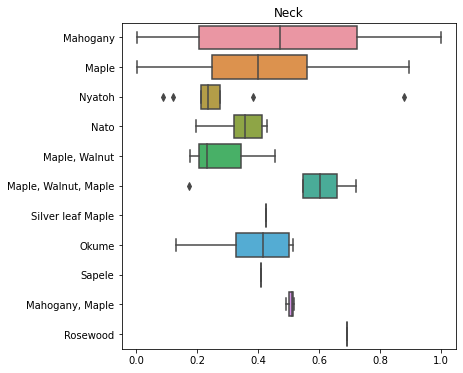 Neck
Mahogany
Maple
Nyatoh
Nato
Maple, Walnut
Maple, Walnut, Maple
Silver leaf Maple
Okume
Sapele
Mahogany, Maple
Rosewood
0.0 0.2 0.4 0.6 0.8 1.0